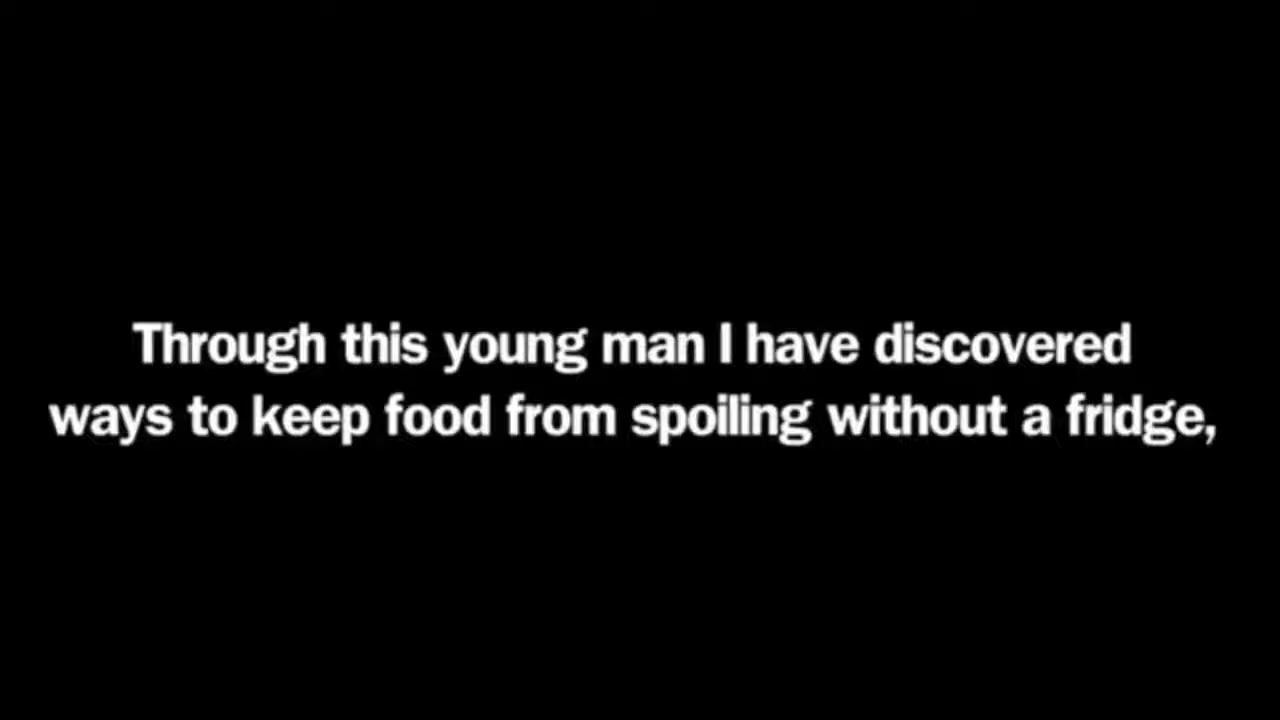 Through this young man I have discovered
ways to keep food from spoiling without a fridge,